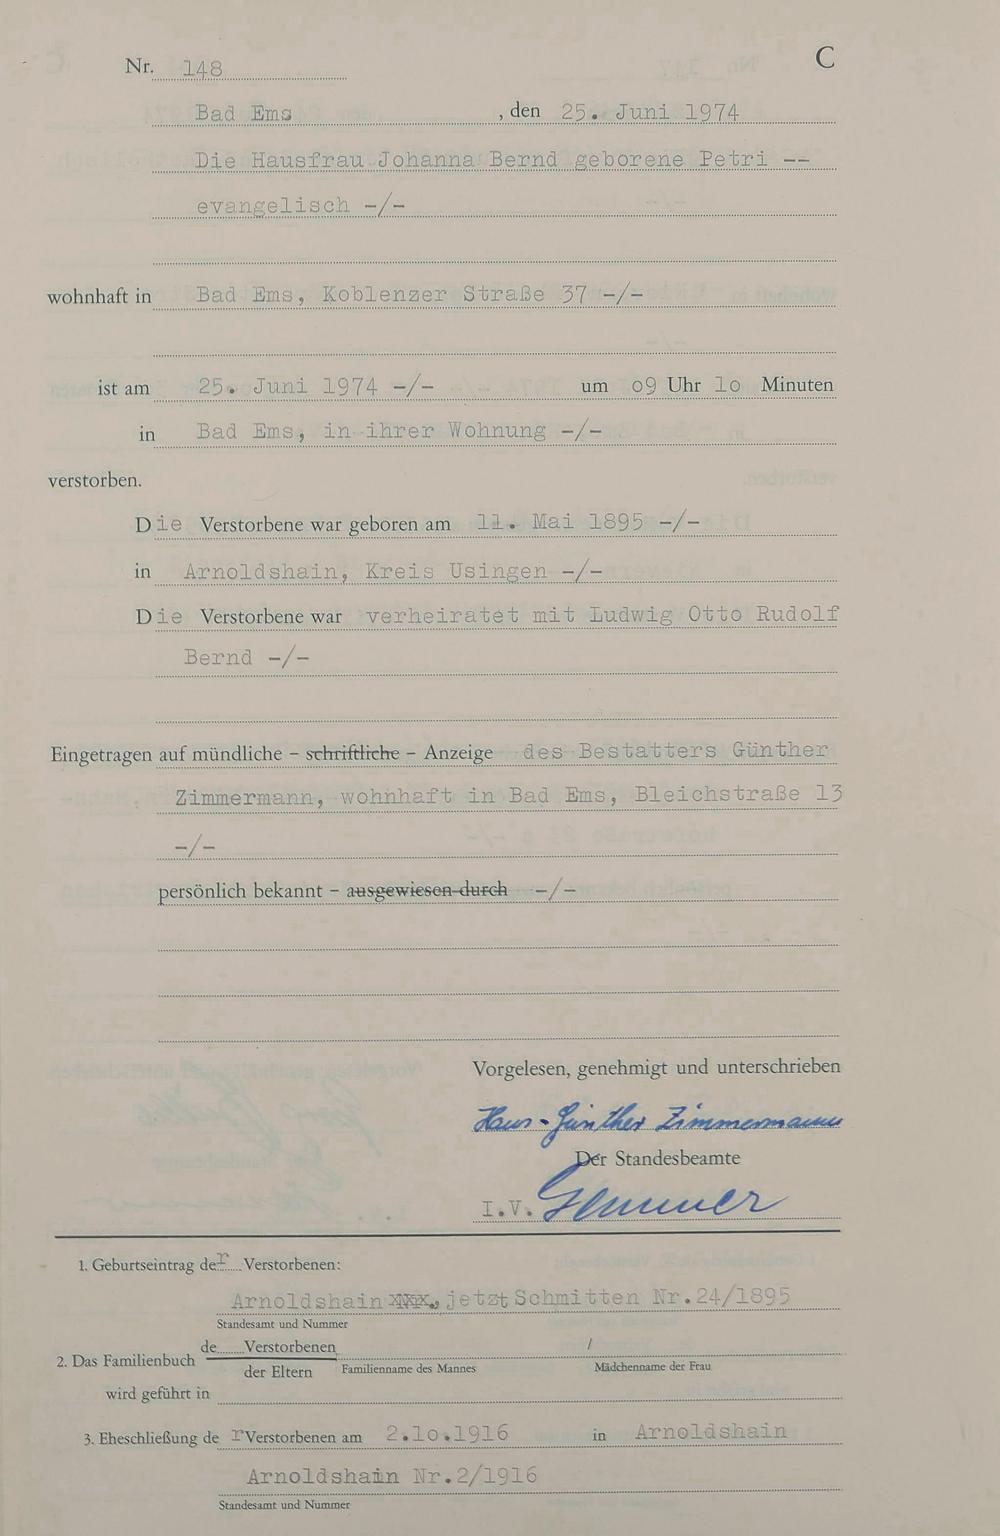 C
Nr. 148
Bad Ems , den 25. Juni 1974
Die Hausfrau Johanna Bernd geborene Petri --
evangelisch -/-
wohnhaft in Bad Ems, Koblenzer Straße 37 -/-
ist am 25. Juni 1974 -/- um o9 Uhr 1o Minuten
in Bad Ems, in ihrer Wohnung -/-
verstorben.
Die Verstorbene war geboren am 11. Mai 1895 -/-
in Arnoldshain, Kreis Usingen -/-
Die Verstorbene war verheiratet mit Ludwig Otto Rudolf
Bernd -/-
Eingetragen auf mündliche - schriftliche - Anzeige des Bestatters Günther
Zimmermann, wohnhaft in Bad Ems, Bleichstraße 13
-/-
persönlich bekannt - ausgewiesen durch -/-
Vorgelesen, genehmigt und unterschrieben
Hans-Günther Zimmermann
Der Standesbeamte
I.V.
1. Geburtseintrag der Verstorbenen:
Arnoldshain xxx, jetzt Schmitten Nr.24/1895
Standesamt und Nummer
2. Das Familienbuch de Verstorbenen /
der Eltern Familienname des Mannes Mädchenname der Frau
wird geführt in
3. Eheschließung der Verstorbenen am 2.1o.1916 in Arnoldshain
Arnoldshain Nr.2/1916
Standesamt und Nummer